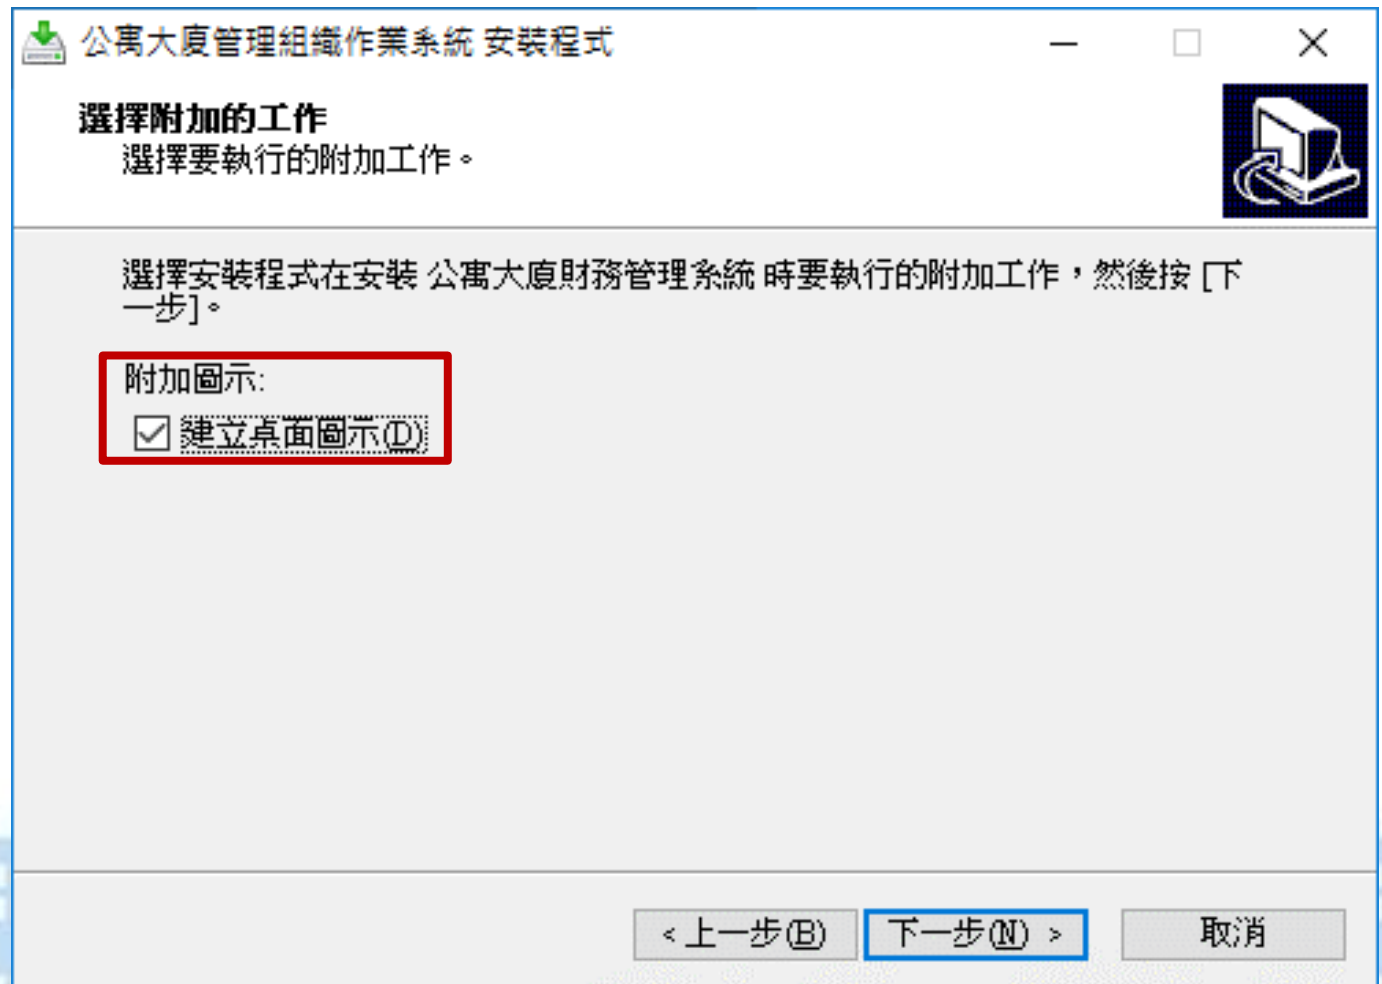 公寓大廈管理組織作業系統 安裝程式
選擇附加的工作
選擇要執行的附加工作。
選擇安裝程式在安裝 公寓大廈財務管理系統 時要執行的附加工作，然後按 [下
一步]。
附加圖示:
建立桌面圖示(D)
<上一步(B)
下一步(N) >
取消